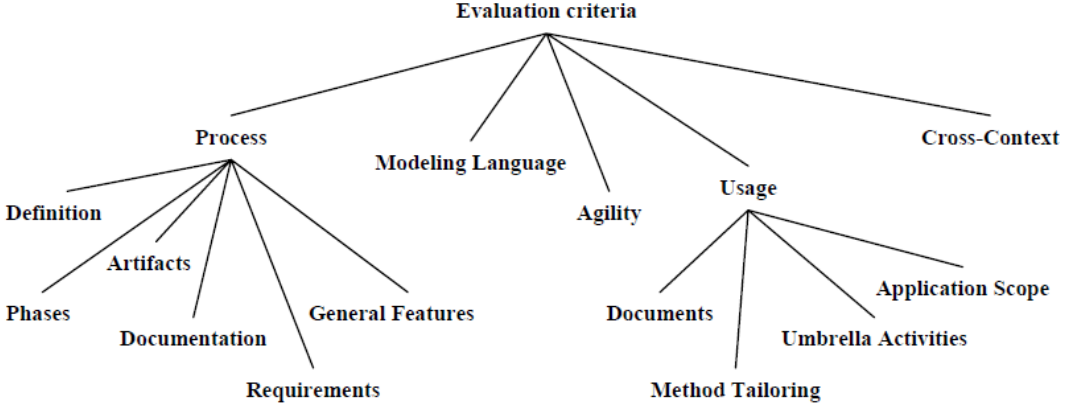 Evaluation criteria
Process
Cross-Context
Modeling Language
Usage
Definition
Agility
Artifacts
Application Scope
Phases
General Features
Documents
Documentation
Umbrella Activities
Requirements
Method Tailoring